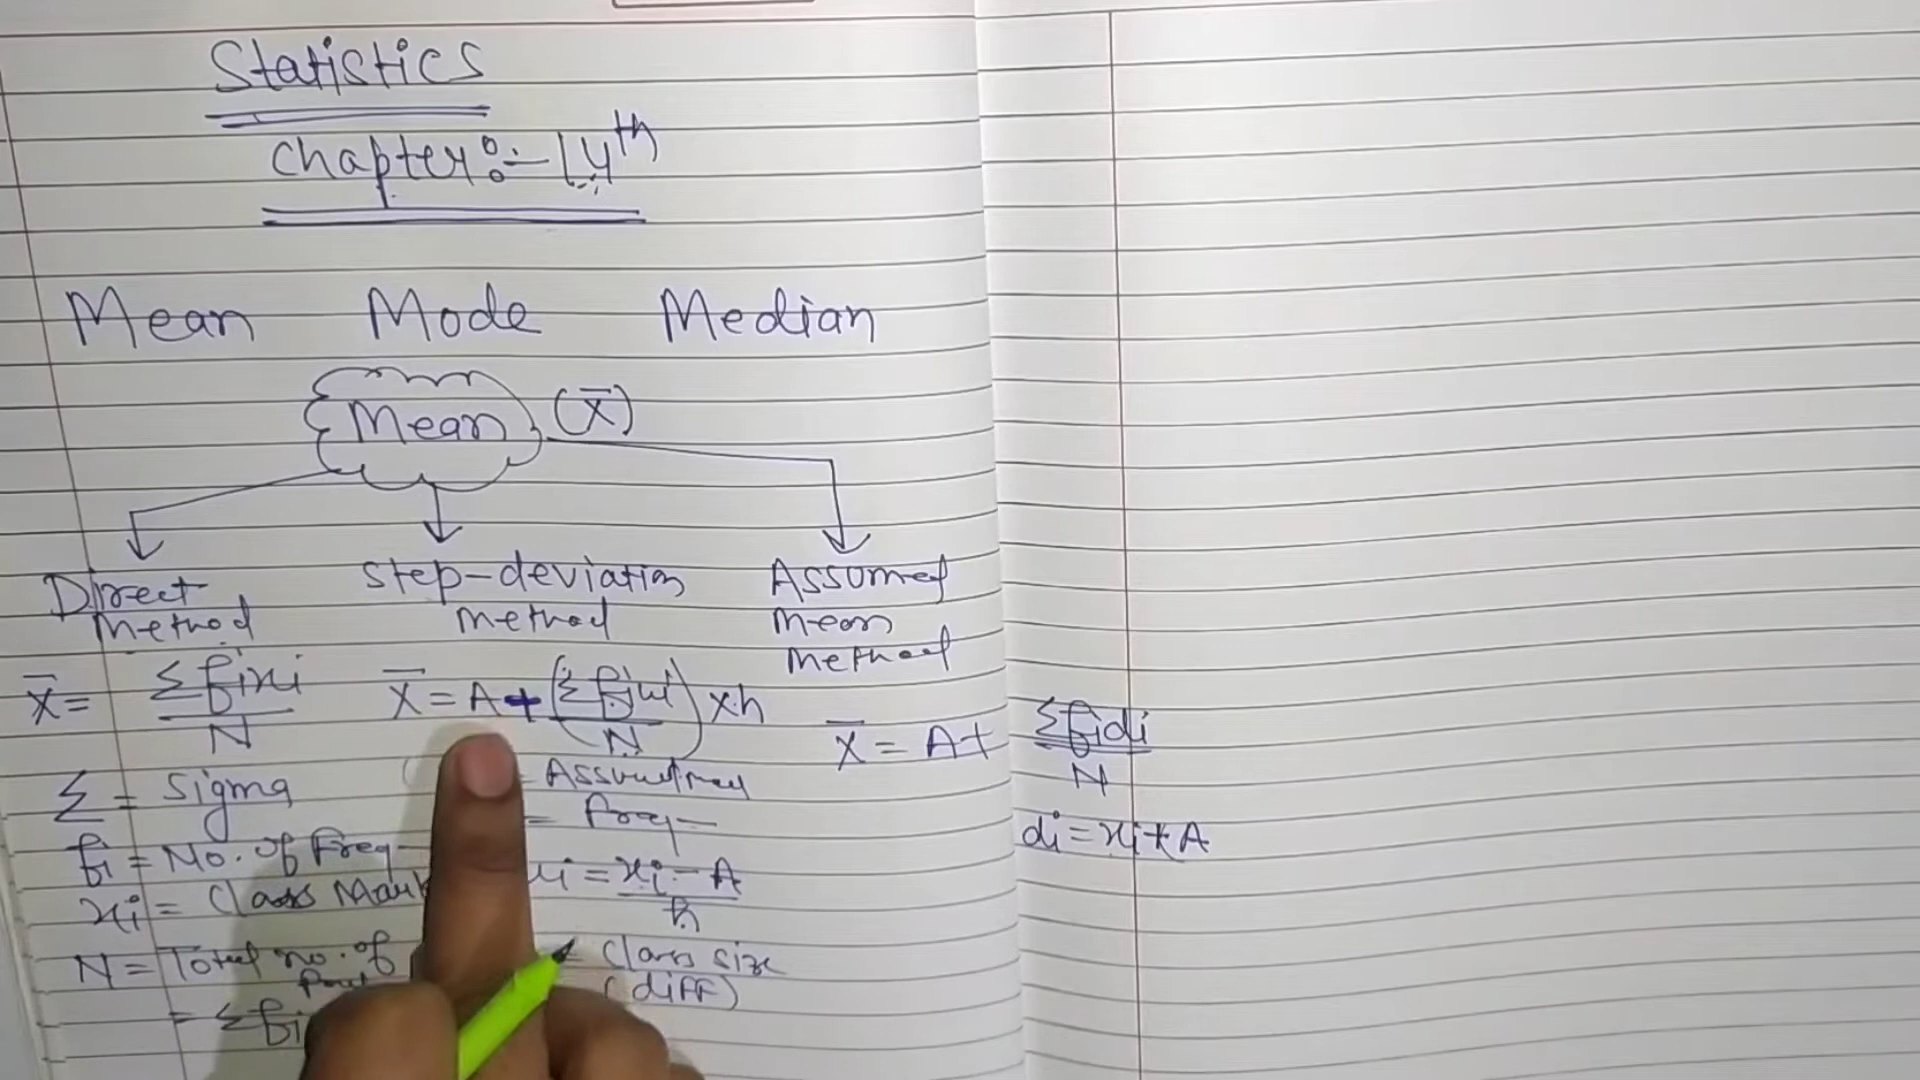 Statistics
Chapter :- 14th
Mean Mode Median
Mean (x̄)
Direct Method
Step-deviation Method
Assumed Mean Method
x̄ = Σfixi / N
x̄ = A + (Σfiui / N) × h
x̄ = A + Σfidi / N
Σ = Sigma
fi = No. of Freq-
xi = Class Mark
N = Total no. of
= Σfi
= Freq-
ui = xi - A / h
= Class size
(diff)
di = xi + A